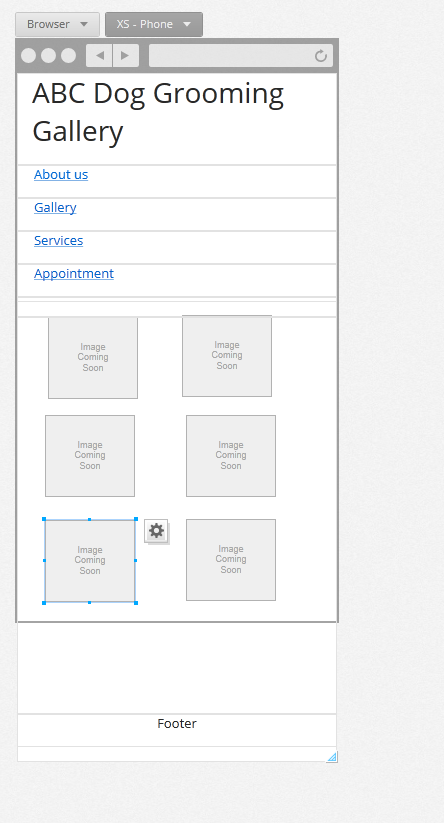 Browser
XS - Phone
ABC Dog Grooming
Gallery
About us
Gallery
Services
Appointment
Image
Coming
Soon
Image
Coming
Soon
Image
Coming
Soon
Image
Coming
Soon
Image
Coming
Soon
Image
Coming
Soon
Footer